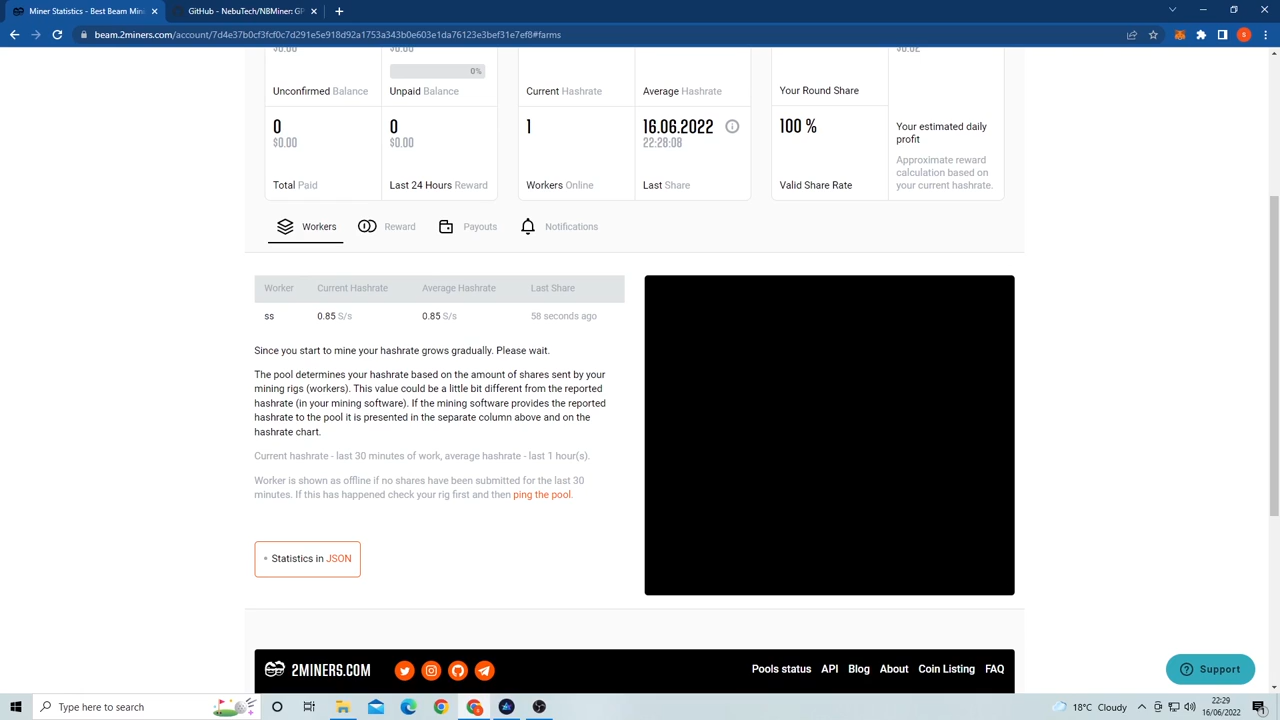 Miner Statistics - Best Beam Min
GitHub - NebuTech/NBMiner: GP
beam.2miners.com/account/7d4e37b0cf3fcf0c7d291e5e918d92a1753a343b0e603e1da76123e3bef31e7ef8#farms
$0.00
$0.00
$0.02
0%
Unconfirmed Balance
Unpaid Balance
Current Hashrate
Average Hashrate
Your Round Share
0
$0.00
0
$0.00
1
16.06.2022
22:28:08
100 %
Your estimated daily
profit
Approximate reward
calculation based on
your current hashrate.
Total Paid
Last 24 Hours Reward
Workers Online
Last Share
Valid Share Rate
Workers
Reward
Payouts
Notifications
Worker Current Hashrate Average Hashrate Last Share
ss 0.85 S/s 0.85 S/s 58 seconds ago
Since you start to mine your hashrate grows gradually. Please wait.
The pool determines your hashrate based on the amount of shares sent by your
mining rigs (workers). This value could be a little bit different from the reported
hashrate (in your mining software). If the mining software provides the reported
hashrate to the pool it is presented in the separate column above and on the
hashrate chart.
Current hashrate - last 30 minutes of work, average hashrate - last 1 hour(s).
Worker is shown as offline if no shares have been submitted for the last 30
minutes. If this has happened check your rig first and then ping the pool.
Statistics in JSON
2MINERS.COM
Pools status API Blog About Coin Listing FAQ
Support
Type here to search
18°C Cloudy
22:29
16/06/2022